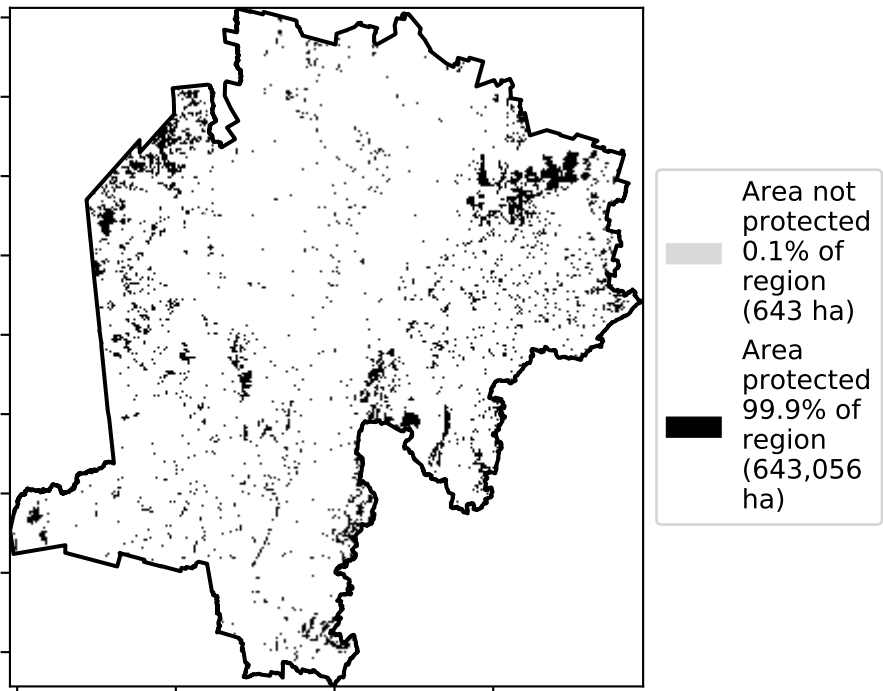 Area not
protected
0.1% of
region
(643 ha)
Area
protected
99.9% of
region
(643,056
ha)